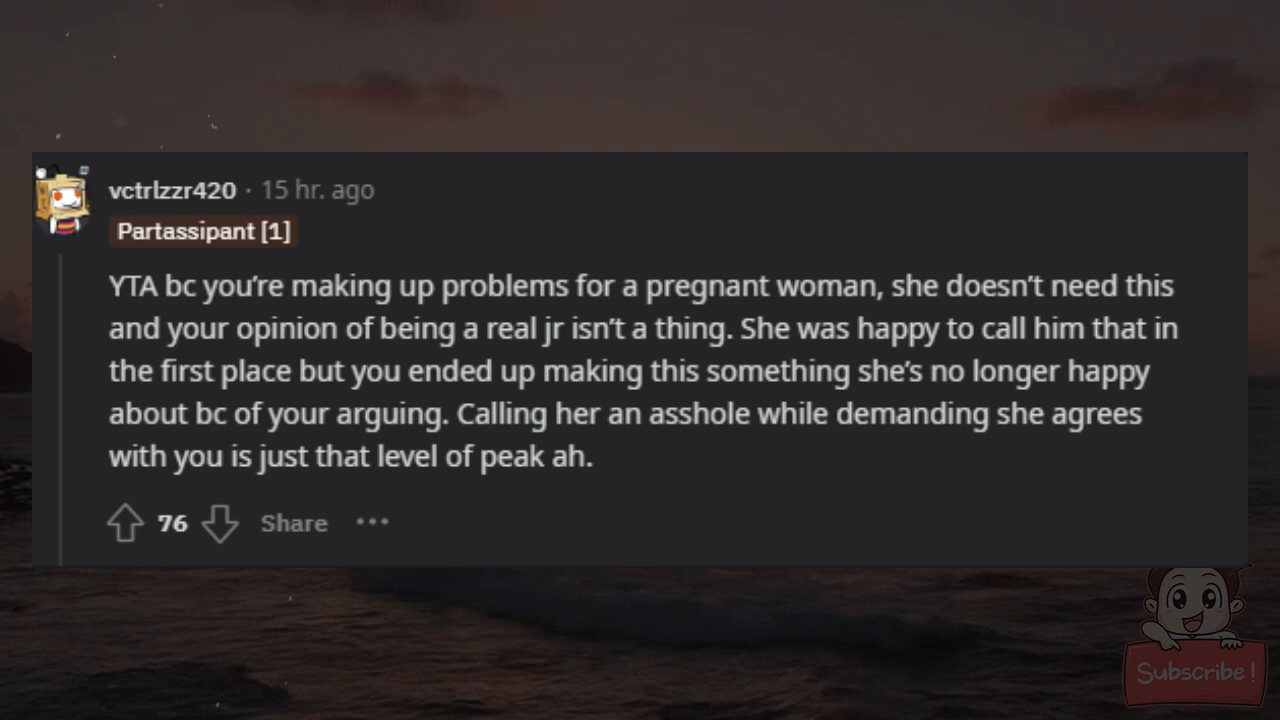 vctrlzzr420 · 15 hr. ago
Partassipant [1]
YTA bc you’re making up problems for a pregnant woman, she doesn’t need this
and your opinion of being a real jr isn’t a thing. She was happy to call him that in
the first place but you ended up making this something she’s no longer happy
about bc of your arguing. Calling her an asshole while demanding she agrees
with you is just that level of peak ah.
76 Share ···
Subscribe!